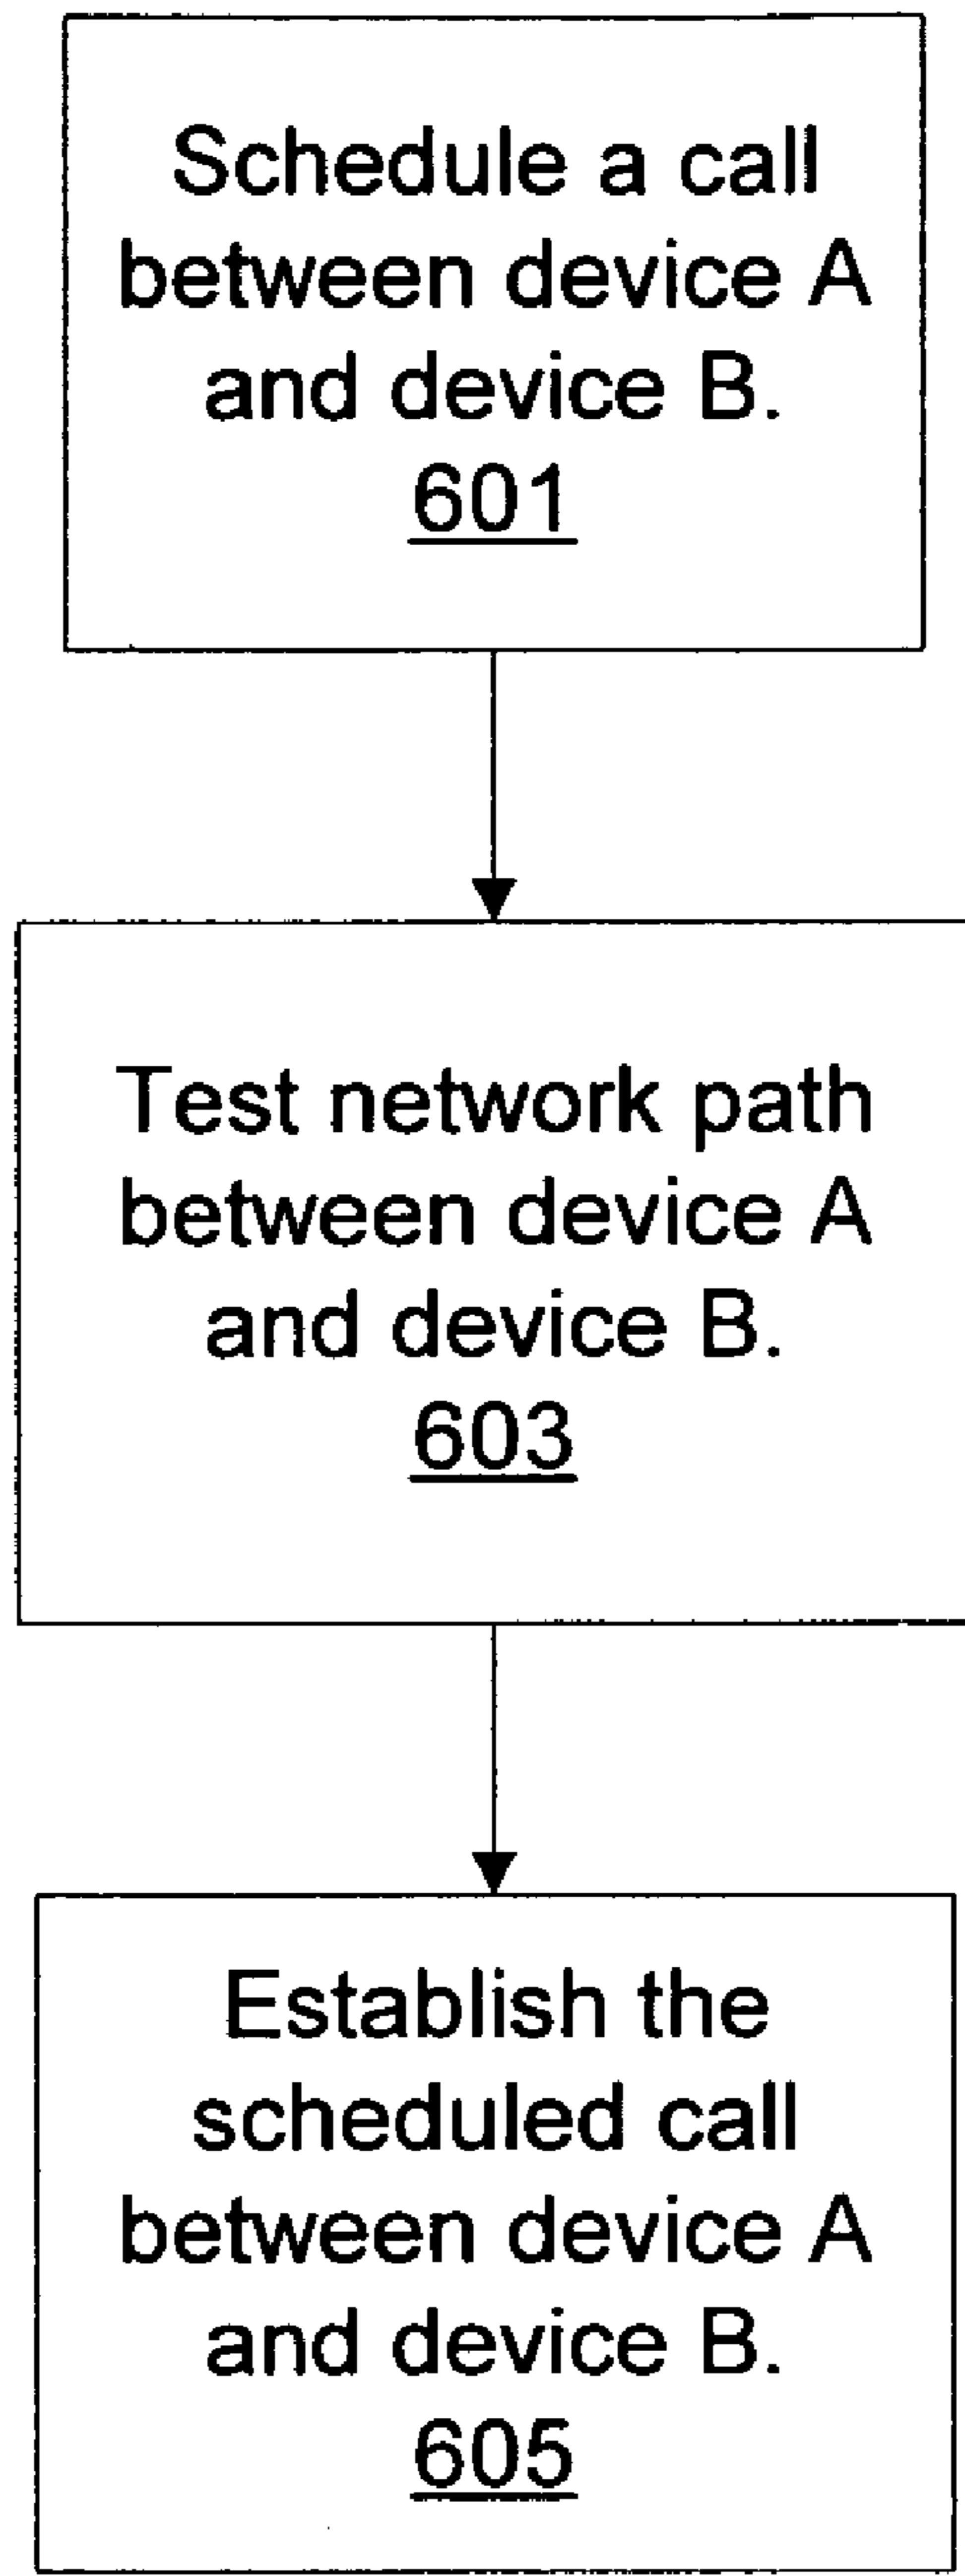 Schedule a call
between device A
and device B.
601
Test network path
between device A
and device B.
603
Establish the
scheduled call
between device A
and device B.
605